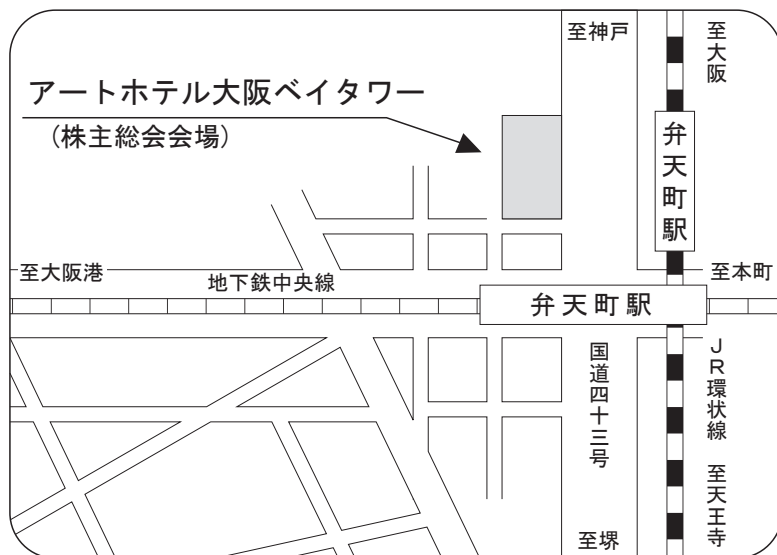 至神戸
至大阪
アートホテル大阪ベイタワー
（株主総会会場）
弁天町駅
至大阪港
地下鉄中央線
至本町
弁天町駅
国道四十三号
ＪＲ環状線
至天王寺
至堺